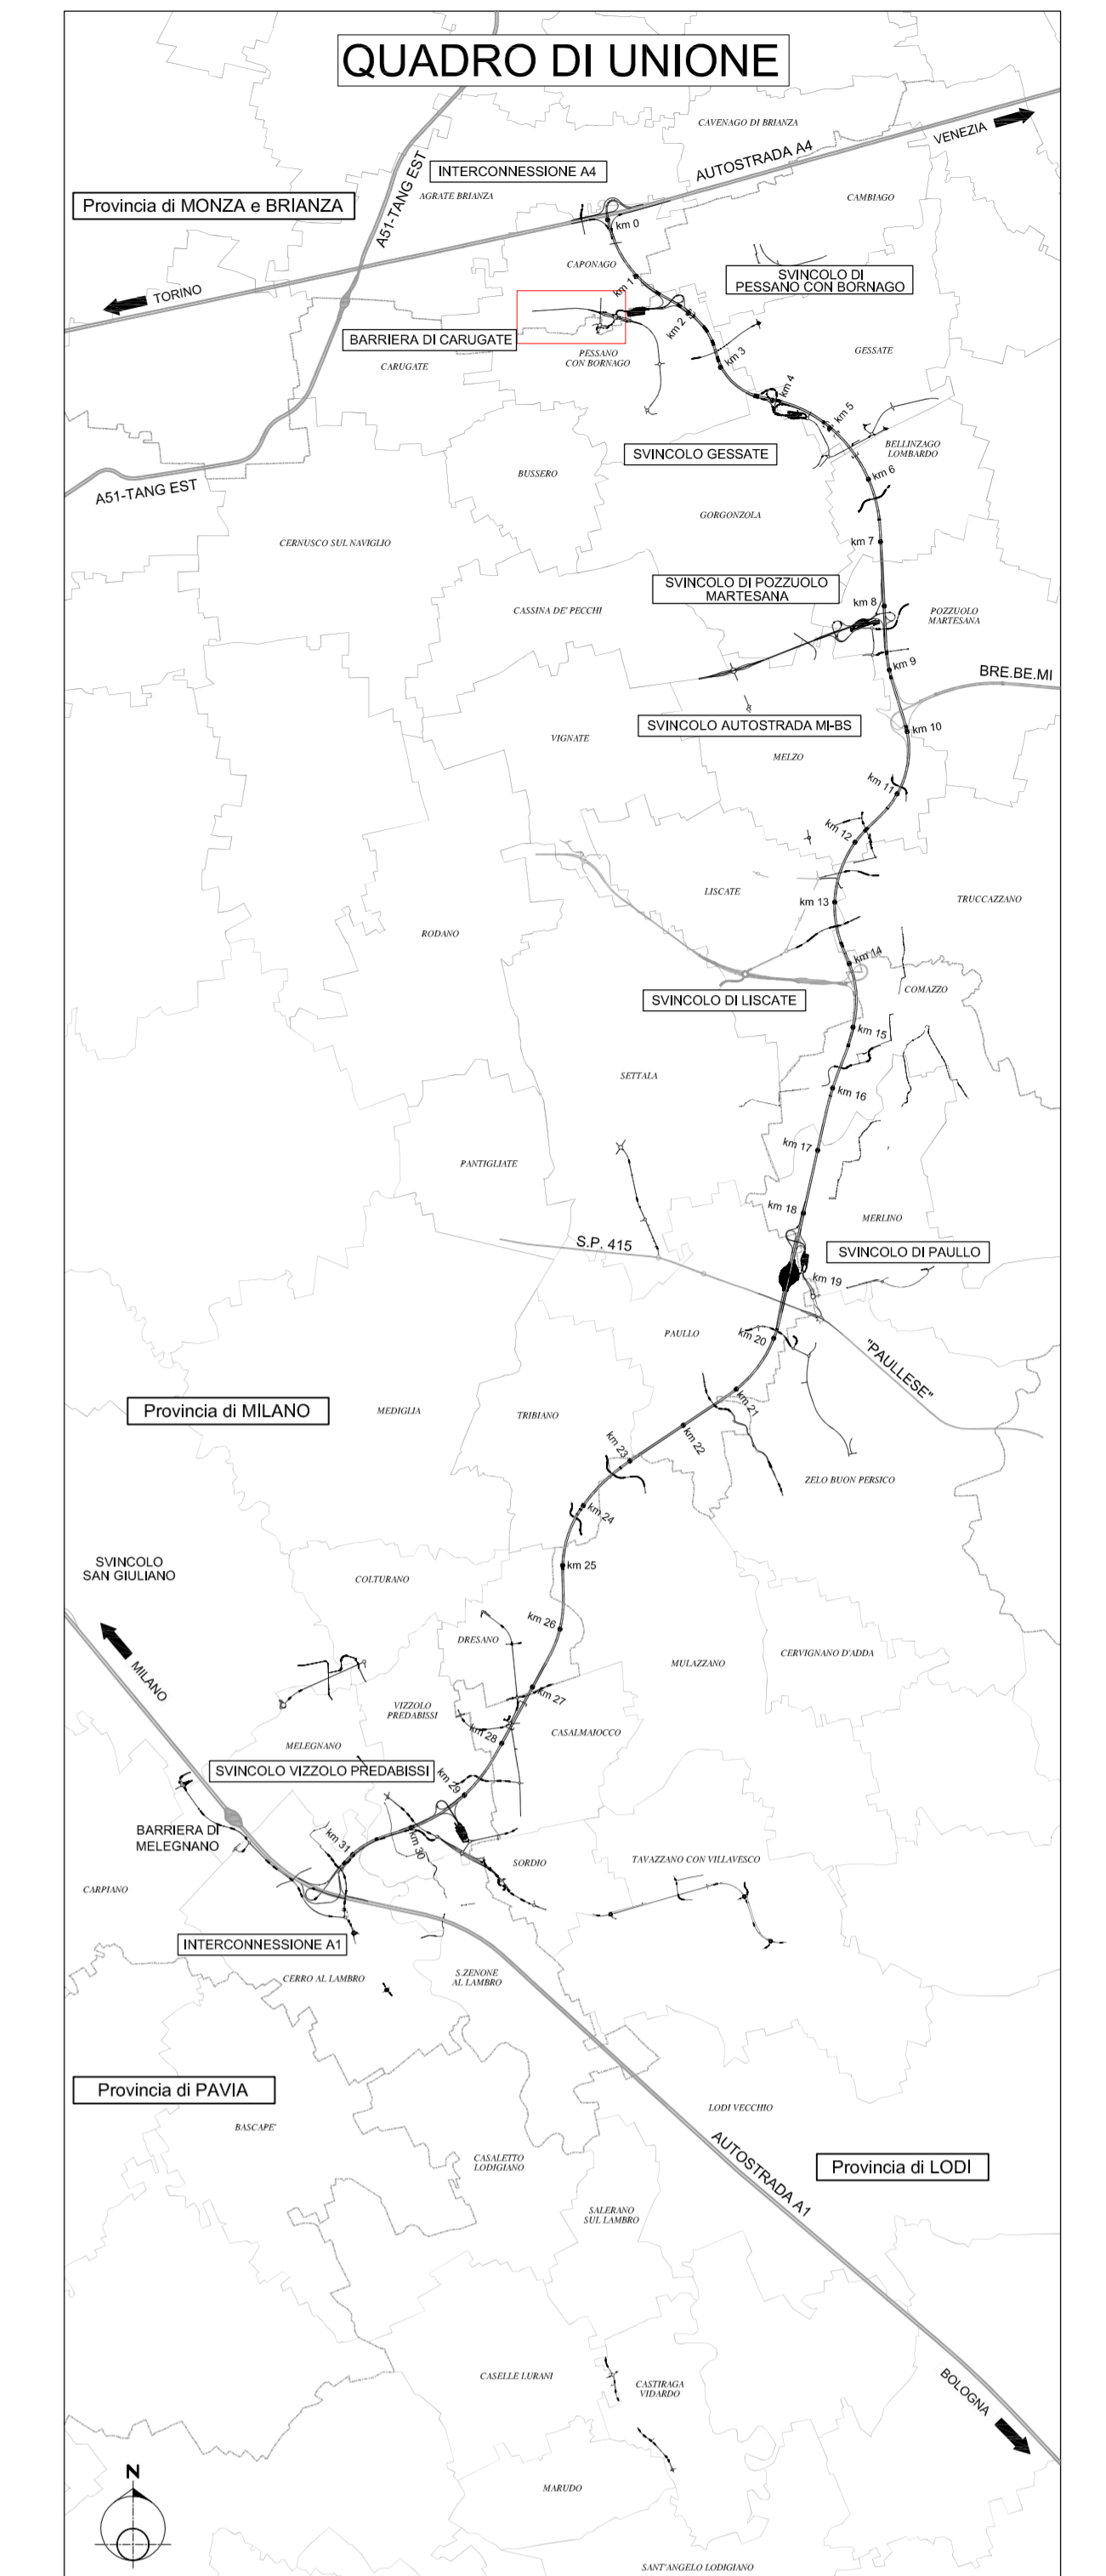 QUADRO DI UNIONE
CAVENAGO DI BRIANZA
VENEZIA
AUTOSTRADA A4
INTERCONNESSIONE A4
A51-TANG EST
AGRATE BRIANZA
CAMBIAGO
Provincia di MONZA e BRIANZA
km 0
CAPONAGO
SVINCOLO DI
PESSANO CON BORNAGO
TORINO
km 1
km 2
BARRIERA DI CARUGATE
CARUGATE
PESSANO
CON BORNAGO
km 3
GESSATE
km 4
km 5
BELLINZAGO
LOMBARDO
SVINCOLO GESSATE
BUSSERO
km 6
A51-TANG EST
GORGONZOLA
CERNUSCO SUL NAVIGLIO
km 7
SVINCOLO DI POZZUOLO
MARTESANA
CASSINA DE' PECCHI
km 8
POZZUOLO
MARTESANA
km 9
BRE.BE.MI
SVINCOLO AUTOSTRADA MI-BS
km 10
VIGNATE
MELZO
km 11
km 12
LISCATE
km 13
TRUCCAZZANO
RODANO
km 14
COMAZZO
SVINCOLO DI LISCATE
km 15
SETTALA
km 16
km 17
PANTIGLIATE
km 18
MERLINO
S.P. 415
SVINCOLO DI PAULLO
km 19
PAULLO
km 20
"PAULLESE"
km 21
Provincia di MILANO
MEDIGLIA
TRIBIANO
km 22
km 23
ZELO BUON PERSICO
km 24
SVINCOLO
SAN GIULIANO
km 25
COLTURANO
km 26
DRESANO
CERVIGNANO D'ADDA
MULAZZANO
MILANO
km 27
VIZZOLO
PREDABISSI
km 28
CASALMAIOCCO
MELEGNANO
SVINCOLO VIZZOLO PREDABISSI
km 29
BARRIERA DI
MELEGNANO
km 30
km 31
SORDIO
TAVAZZANO CON VILLAVESCO
CARPIANO
INTERCONNESSIONE A1
CERRO AL LAMBRO
S.ZENONE
AL LAMBRO
Provincia di PAVIA
LODI VECCHIO
BASCAPE'
AUTOSTRADA A1
CASALETTO
LODIGIANO
Provincia di LODI
SALERANO
SUL LAMBRO
CASELLE LURANI
CASTIRAGA
VIDARDO
BOLOGNA
N
MARUDO
SANT'ANGELO LODIGIANO